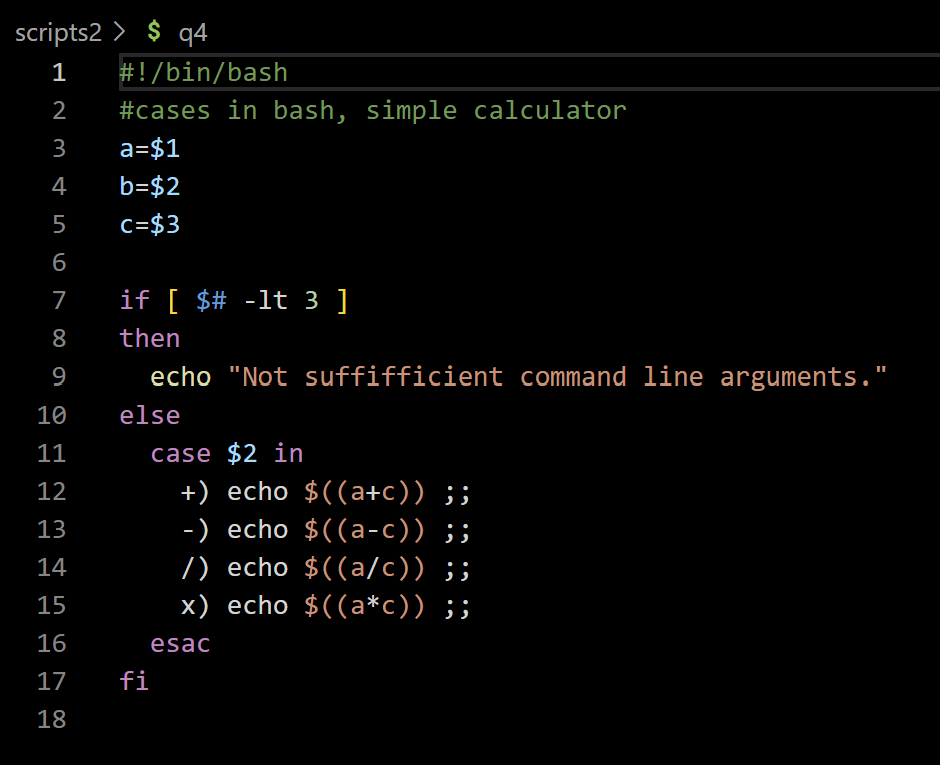 scripts2 > $ q4
1 #!/bin/bash
2 #cases in bash, simple calculator
3 a=$1
4 b=$2
5 c=$3
6
7 if [ $# -lt 3 ]
8 then
9   echo "Not suffifficient command line arguments."
10 else
11   case $2 in
12     +) echo $((a+c)) ;;
13     -) echo $((a-c)) ;;
14     /) echo $((a/c)) ;;
15     x) echo $((a*c)) ;;
16   esac
17 fi
18